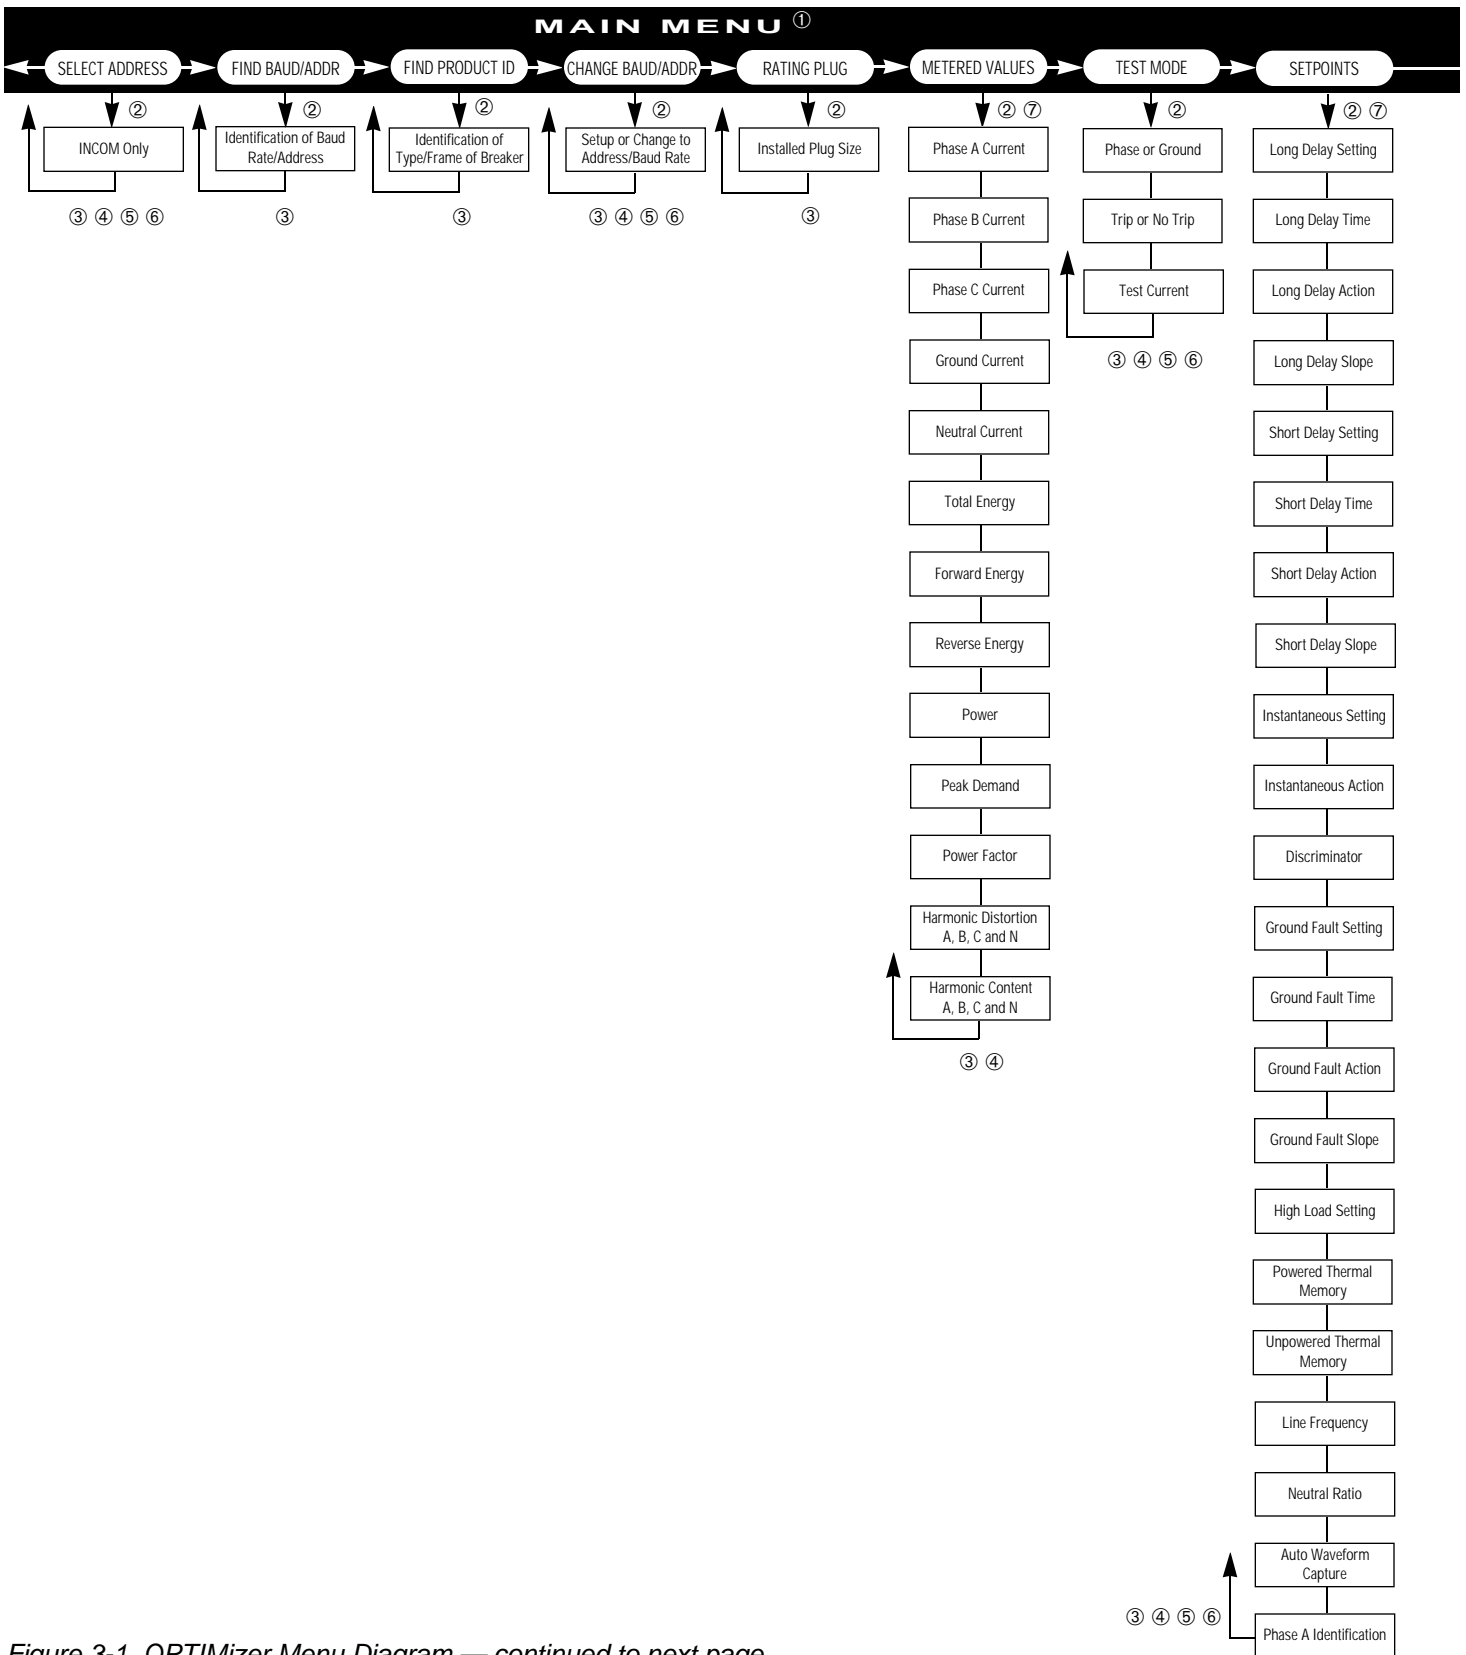 MAIN MENU ①
SELECT ADDRESS
FIND BAUD/ADDR
FIND PRODUCT ID
CHANGE BAUD/ADDR
RATING PLUG
METERED VALUES
TEST MODE
SETPOINTS
②
INCOM Only
③ ④ ⑤ ⑥
②
Identification of Baud
Rate/Address
③
②
Identification of
Type/Frame of Breaker
③
②
Setup or Change to
Address/Baud Rate
③ ④ ⑤ ⑥
②
Installed Plug Size
③
② ⑦
Phase A Current
Phase B Current
Phase C Current
Ground Current
Neutral Current
Total Energy
Forward Energy
Reverse Energy
Power
Peak Demand
Power Factor
Harmonic Distortion
A, B, C and N
Harmonic Content
A, B, C and N
③ ④
②
Phase or Ground
Trip or No Trip
Test Current
③ ④ ⑤ ⑥
② ⑦
Long Delay Setting
Long Delay Time
Long Delay Action
Long Delay Slope
Short Delay Setting
Short Delay Time
Short Delay Action
Short Delay Slope
Instantaneous Setting
Instantaneous Action
Discriminator
Ground Fault Setting
Ground Fault Time
Ground Fault Action
Ground Fault Slope
High Load Setting
Powered Thermal
Memory
Unpowered Thermal
Memory
Line Frequency
Neutral Ratio
Auto Waveform
Capture
Phase A Identification
③ ④ ⑤ ⑥
Figure 3-1 OPTIMizer Menu Diagram — continued to next page